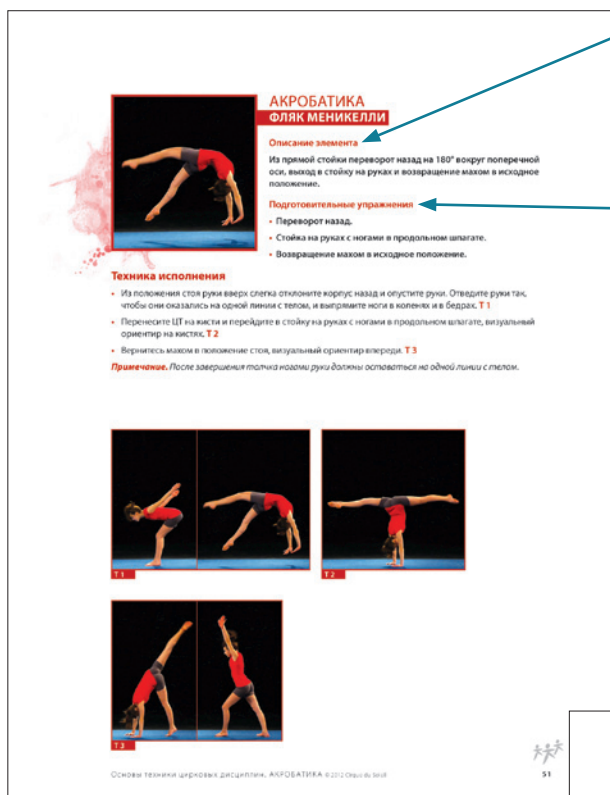 АКРОБАТИКА
ФЛЯК МЕНИКЕЛЛИ
Описание элемента
Из прямой стойки переворот назад на 180° вокруг поперечной
оси, выход в стойку на руках и возвращение махом в исходное
положение.
Подготовительные упражнения
• Переворот назад.
• Стойка на руках с ногами в продольном шпагате.
• Возвращение махом в исходное положение.
Техника исполнения
• Из положения стоя руки вверх слегка отклоните корпус назад и опустите руки. Отведите руки так,
чтобы они оказались на одной линии с телом, и выпрямите ноги в коленях и в бедрах. Т 1
• Перенесите ЦТ на кисти и перейдите в стойку на руках с ногами в продольном шпагате, визуальный
ориентир на кистях. Т 2
• Вернитесь махом в положение стоя, визуальный ориентир впереди. Т 3
Примечание. После завершения толчка ногами руки должны оставаться на одной линии с телом.
Т 1
Т 2
Т 3
Основы техники цирковых дисциплин. АКРОБАТИКА © 2012 Cirque du Soleil
51